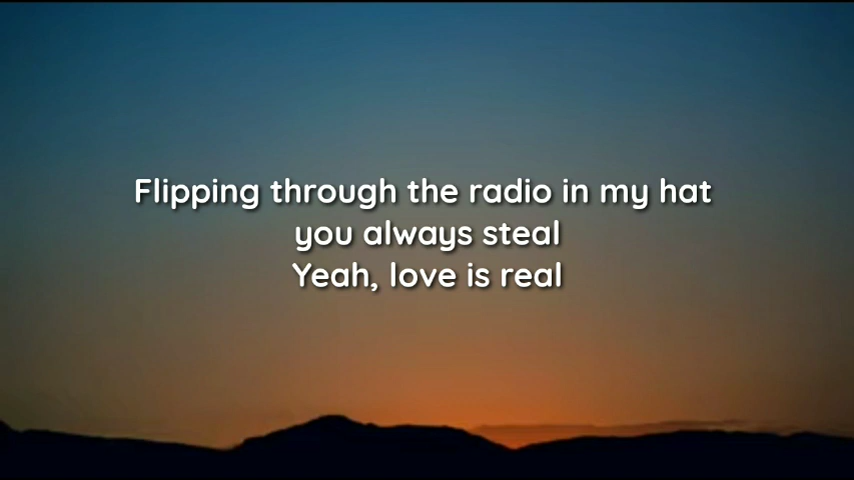 Flipping through the radio in my hat
you always steal
Yeah, love is real